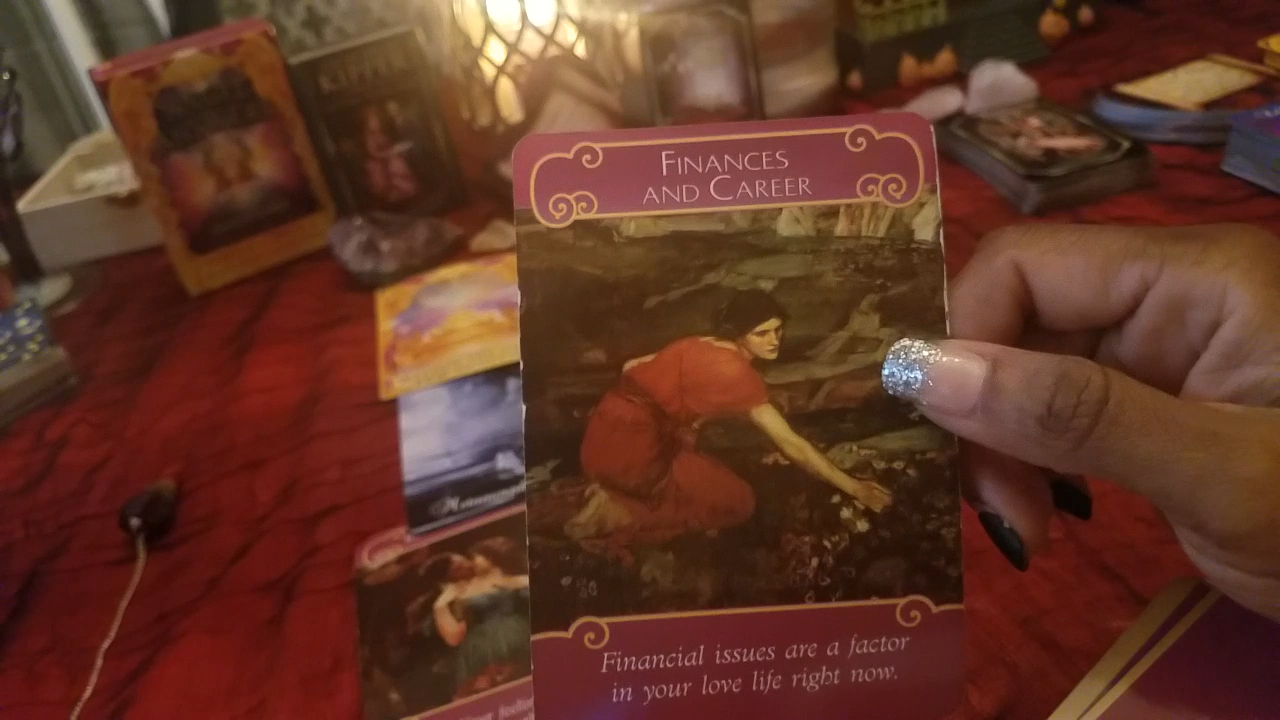 FINANCES
AND CAREER
Financial issues are a factor
in your love life right now.